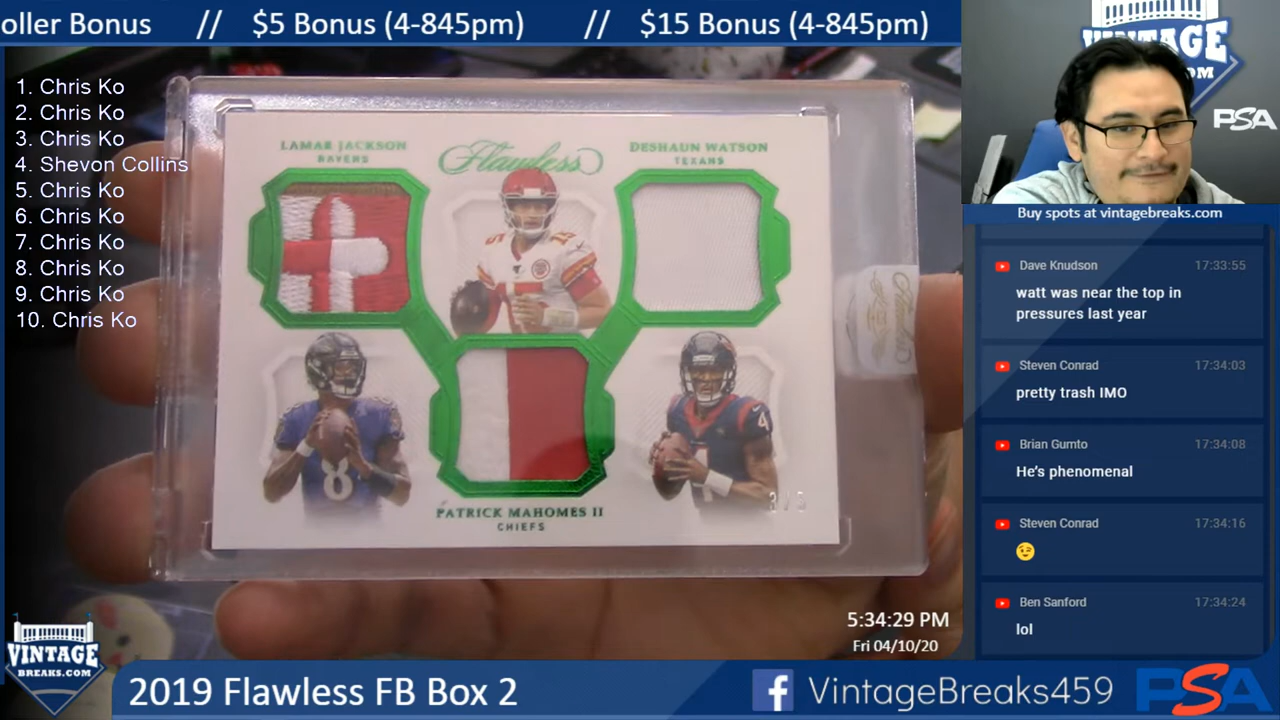 oller Bonus // $5 Bonus (4-845pm) // $15 Bonus (4-845pm)
1. Chris Ko
2. Chris Ko
3. Chris Ko
4. Shevon Collins
5. Chris Ko
6. Chris Ko
7. Chris Ko
8. Chris Ko
9. Chris Ko
10. Chris Ko
LAMAR JACKSON
RAVENS
Flawless
DESHAUN WATSON
TEXANS
15
8
4
PATRICK MAHOMES II
CHIEFS
3/5
5:34:29 PM
Fri 04/10/20
VINTAGE
PSA
Buy spots at vintagebreaks.com
Dave Knudson 17:33:55
watt was near the top in
pressures last year
Steven Conrad 17:34:03
pretty trash IMO
Brian Gumto 17:34:08
He's phenomenal
Steven Conrad 17:34:16
😉
Ben Sanford 17:34:24
lol
VINTAGE
BREAKS.COM
2019 Flawless FB Box 2
f VintageBreaks459
PSA